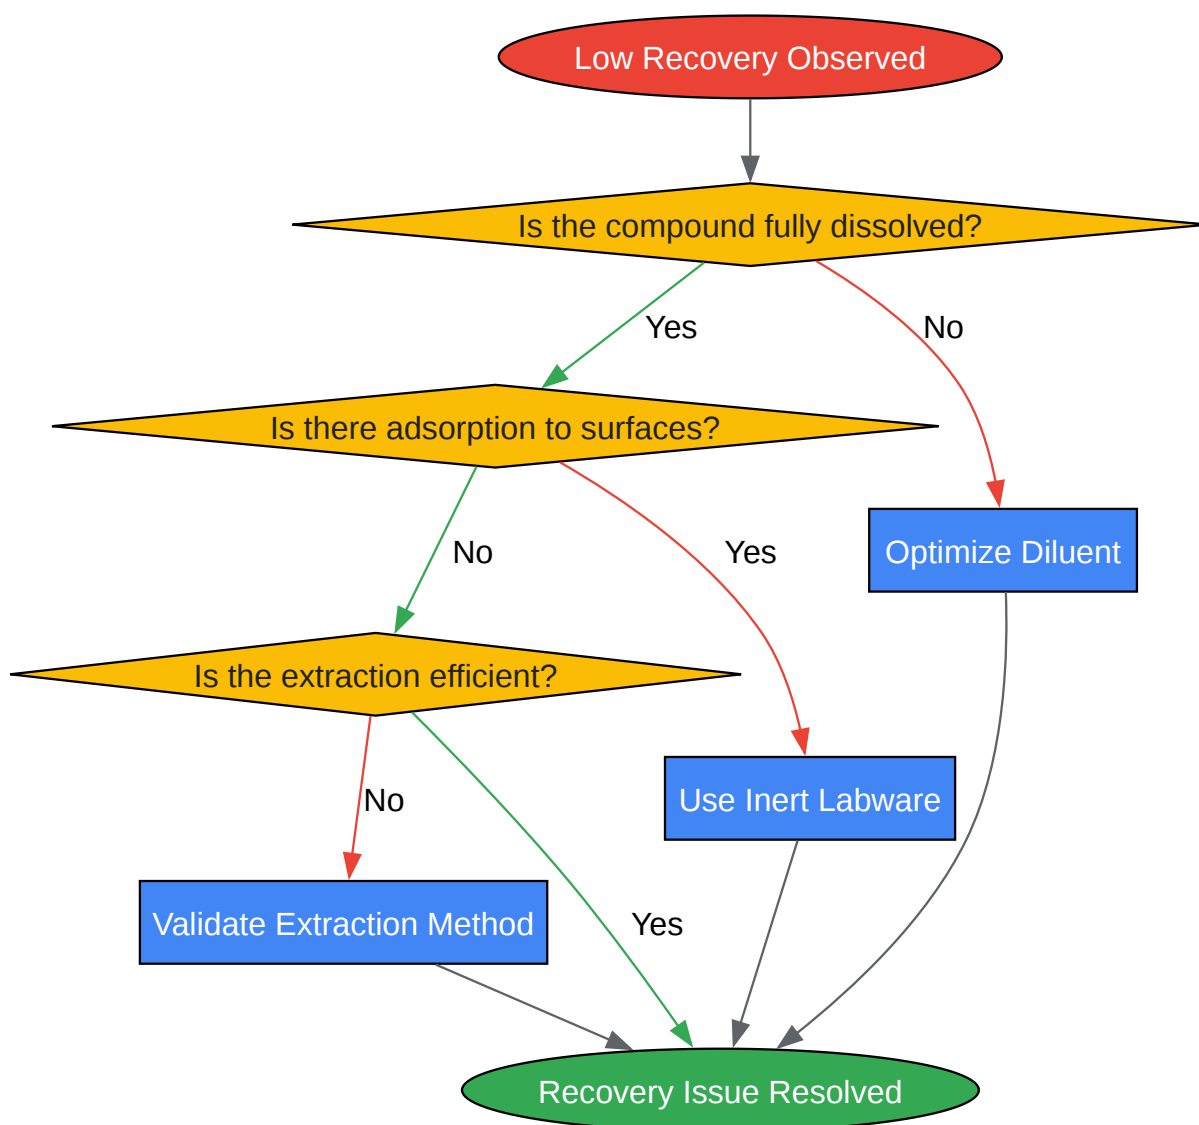 Low Recovery Observed
Is the compound fully dissolved?
Yes
No
Is there adsorption to surfaces?
No
Yes
Optimize Diluent
Is the extraction efficient?
No
Use Inert Labware
Validate Extraction Method
Yes
Recovery Issue Resolved